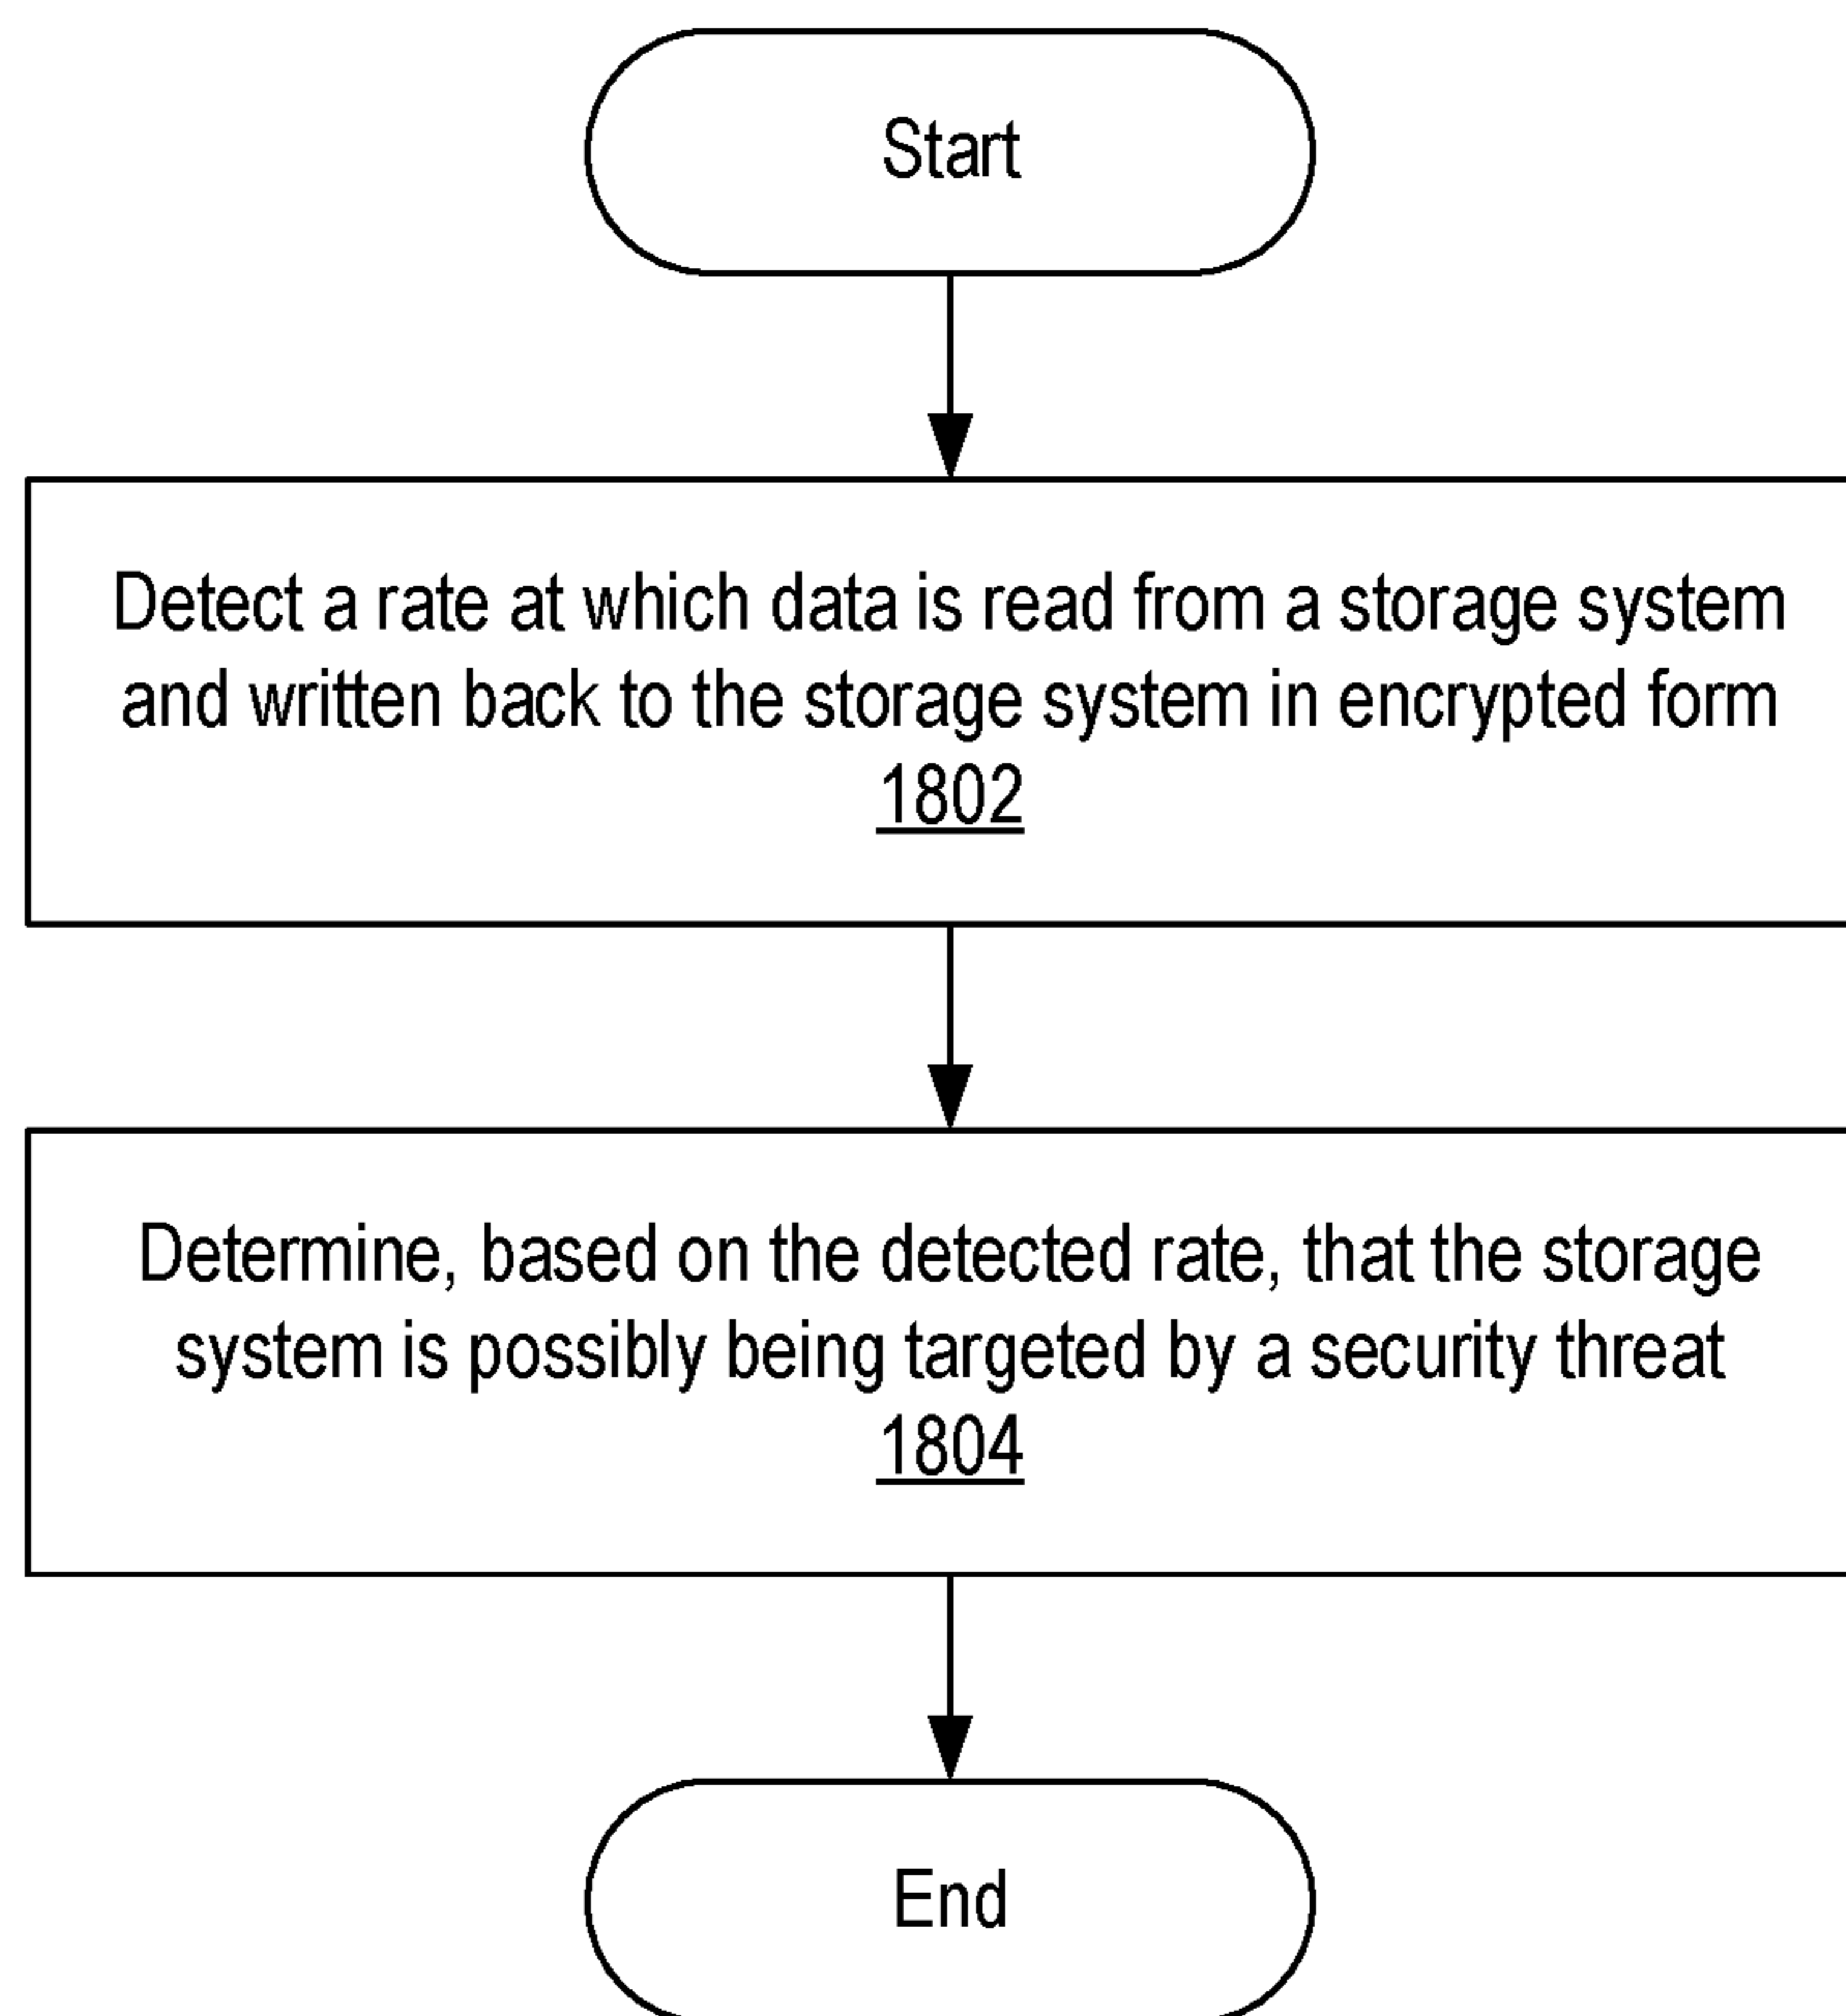 Start
Detect a rate at which data is read from a storage system
and written back to the storage system in encrypted form
1802
Determine, based on the detected rate, that the storage
system is possibly being targeted by a security threat
1804
End